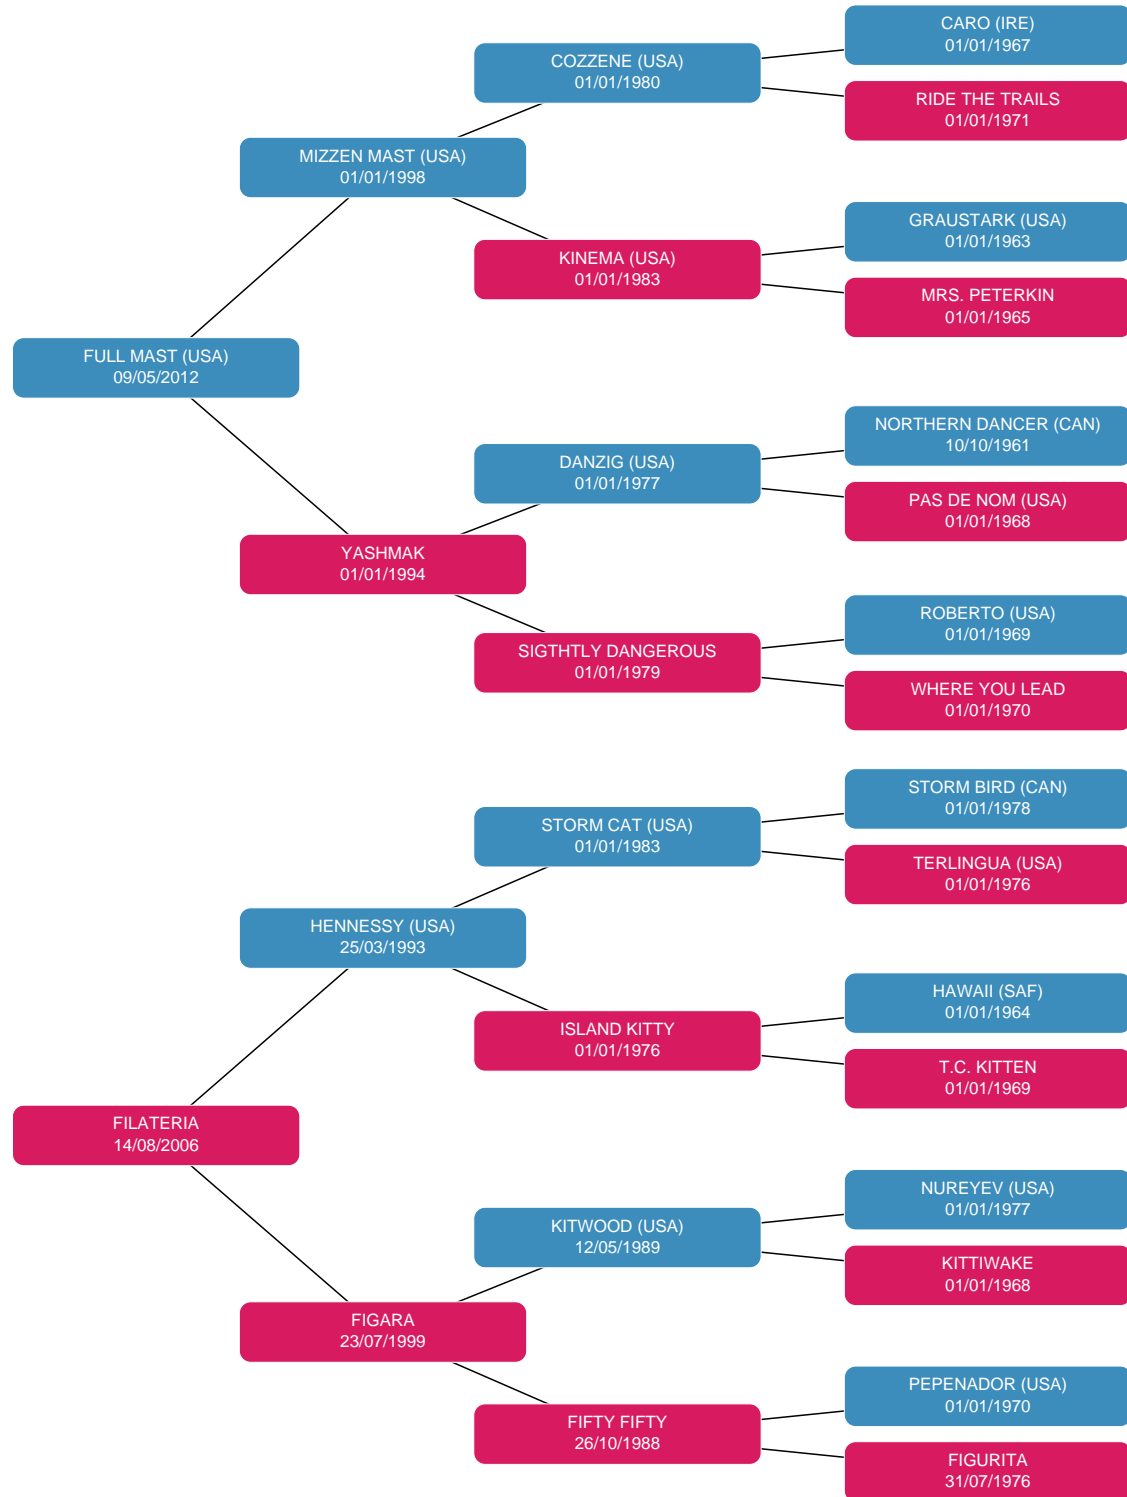 CARO (IRE)
01/01/1967
COZZENE (USA)
01/01/1980
RIDE THE TRAILS
01/01/1971
MIZZEN MAST (USA)
01/01/1998
GRAUSTARK (USA)
01/01/1963
KINEMA (USA)
01/01/1983
MRS. PETERKIN
01/01/1965
FULL MAST (USA)
09/05/2012
NORTHERN DANCER (CAN)
10/10/1961
DANZIG (USA)
01/01/1977
PAS DE NOM (USA)
01/01/1968
YASHMAK
01/01/1994
ROBERTO (USA)
01/01/1969
SIGTHTLY DANGEROUS
01/01/1979
WHERE YOU LEAD
01/01/1970
STORM BIRD (CAN)
01/01/1978
STORM CAT (USA)
01/01/1983
TERLINGUA (USA)
01/01/1976
HENNESSY (USA)
25/03/1993
HAWAII (SAF)
01/01/1964
ISLAND KITTY
01/01/1976
T.C. KITTEN
01/01/1969
FILATERIA
14/08/2006
NUREYEV (USA)
01/01/1977
KITWOOD (USA)
12/05/1989
KITTIWAKE
01/01/1968
FIGARA
23/07/1999
PEPENADOR (USA)
01/01/1970
FIFTY FIFTY
26/10/1988
FIGURITA
31/07/1976